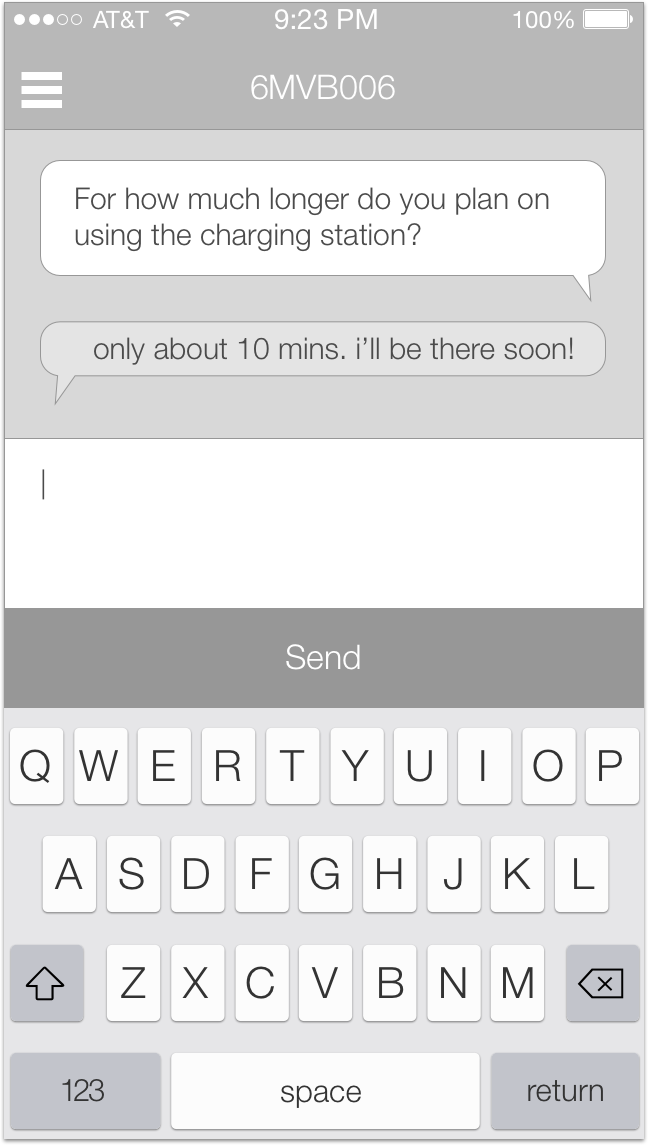 AT&T 9:23 PM 100%
6MVB006
For how much longer do you plan on
using the charging station?
only about 10 mins. i’ll be there soon!
Send
Q W E R T Y U I O P
A S D F G H J K L
Z X C V B N M
123 space return